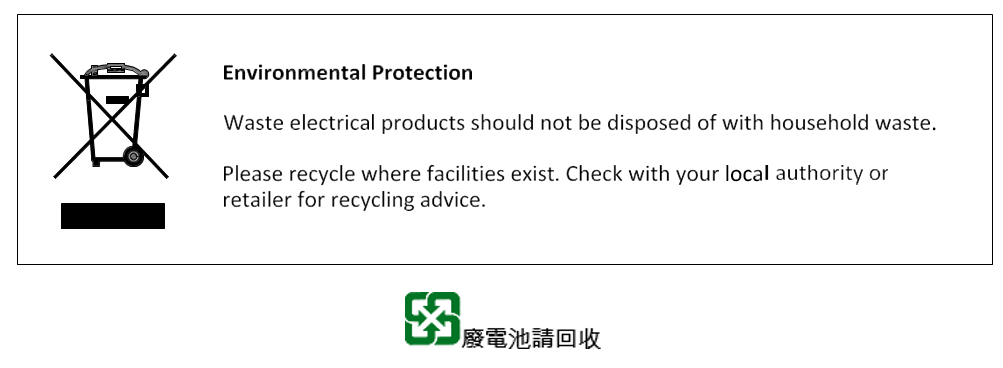 Environmental Protection
Waste electrical products should not be disposed of with household waste.
Please recycle where facilities exist. Check with your local authority or
retailer for recycling advice.
廢電池請回收